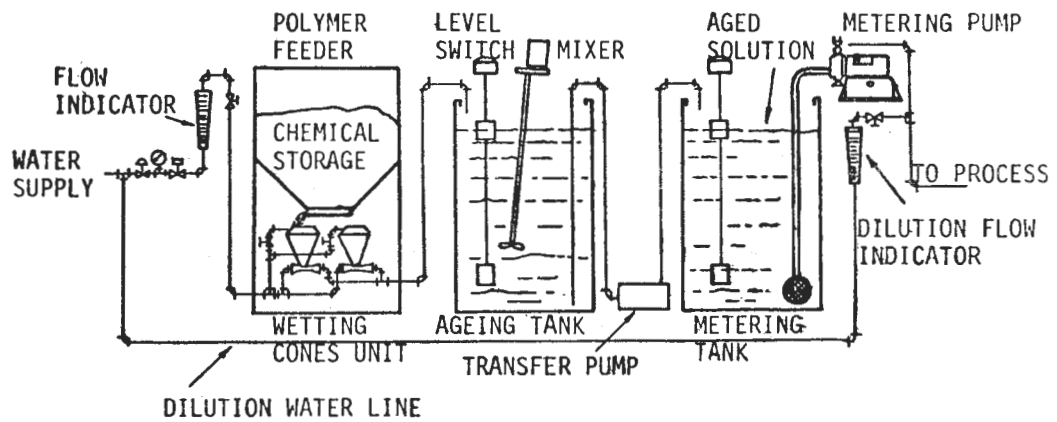 POLYMER
FEEDER
LEVEL
SWITCH
MIXER
AGED
SOLUTION
METERING PUMP
FLOW
INDICATOR
CHEMICAL
STORAGE
WATER
SUPPLY
TO PROCESS
DILUTION FLOW
INDICATOR
WETTING
CONES UNIT
AGEING TANK
TRANSFER PUMP
METERING
TANK
DILUTION WATER LINE